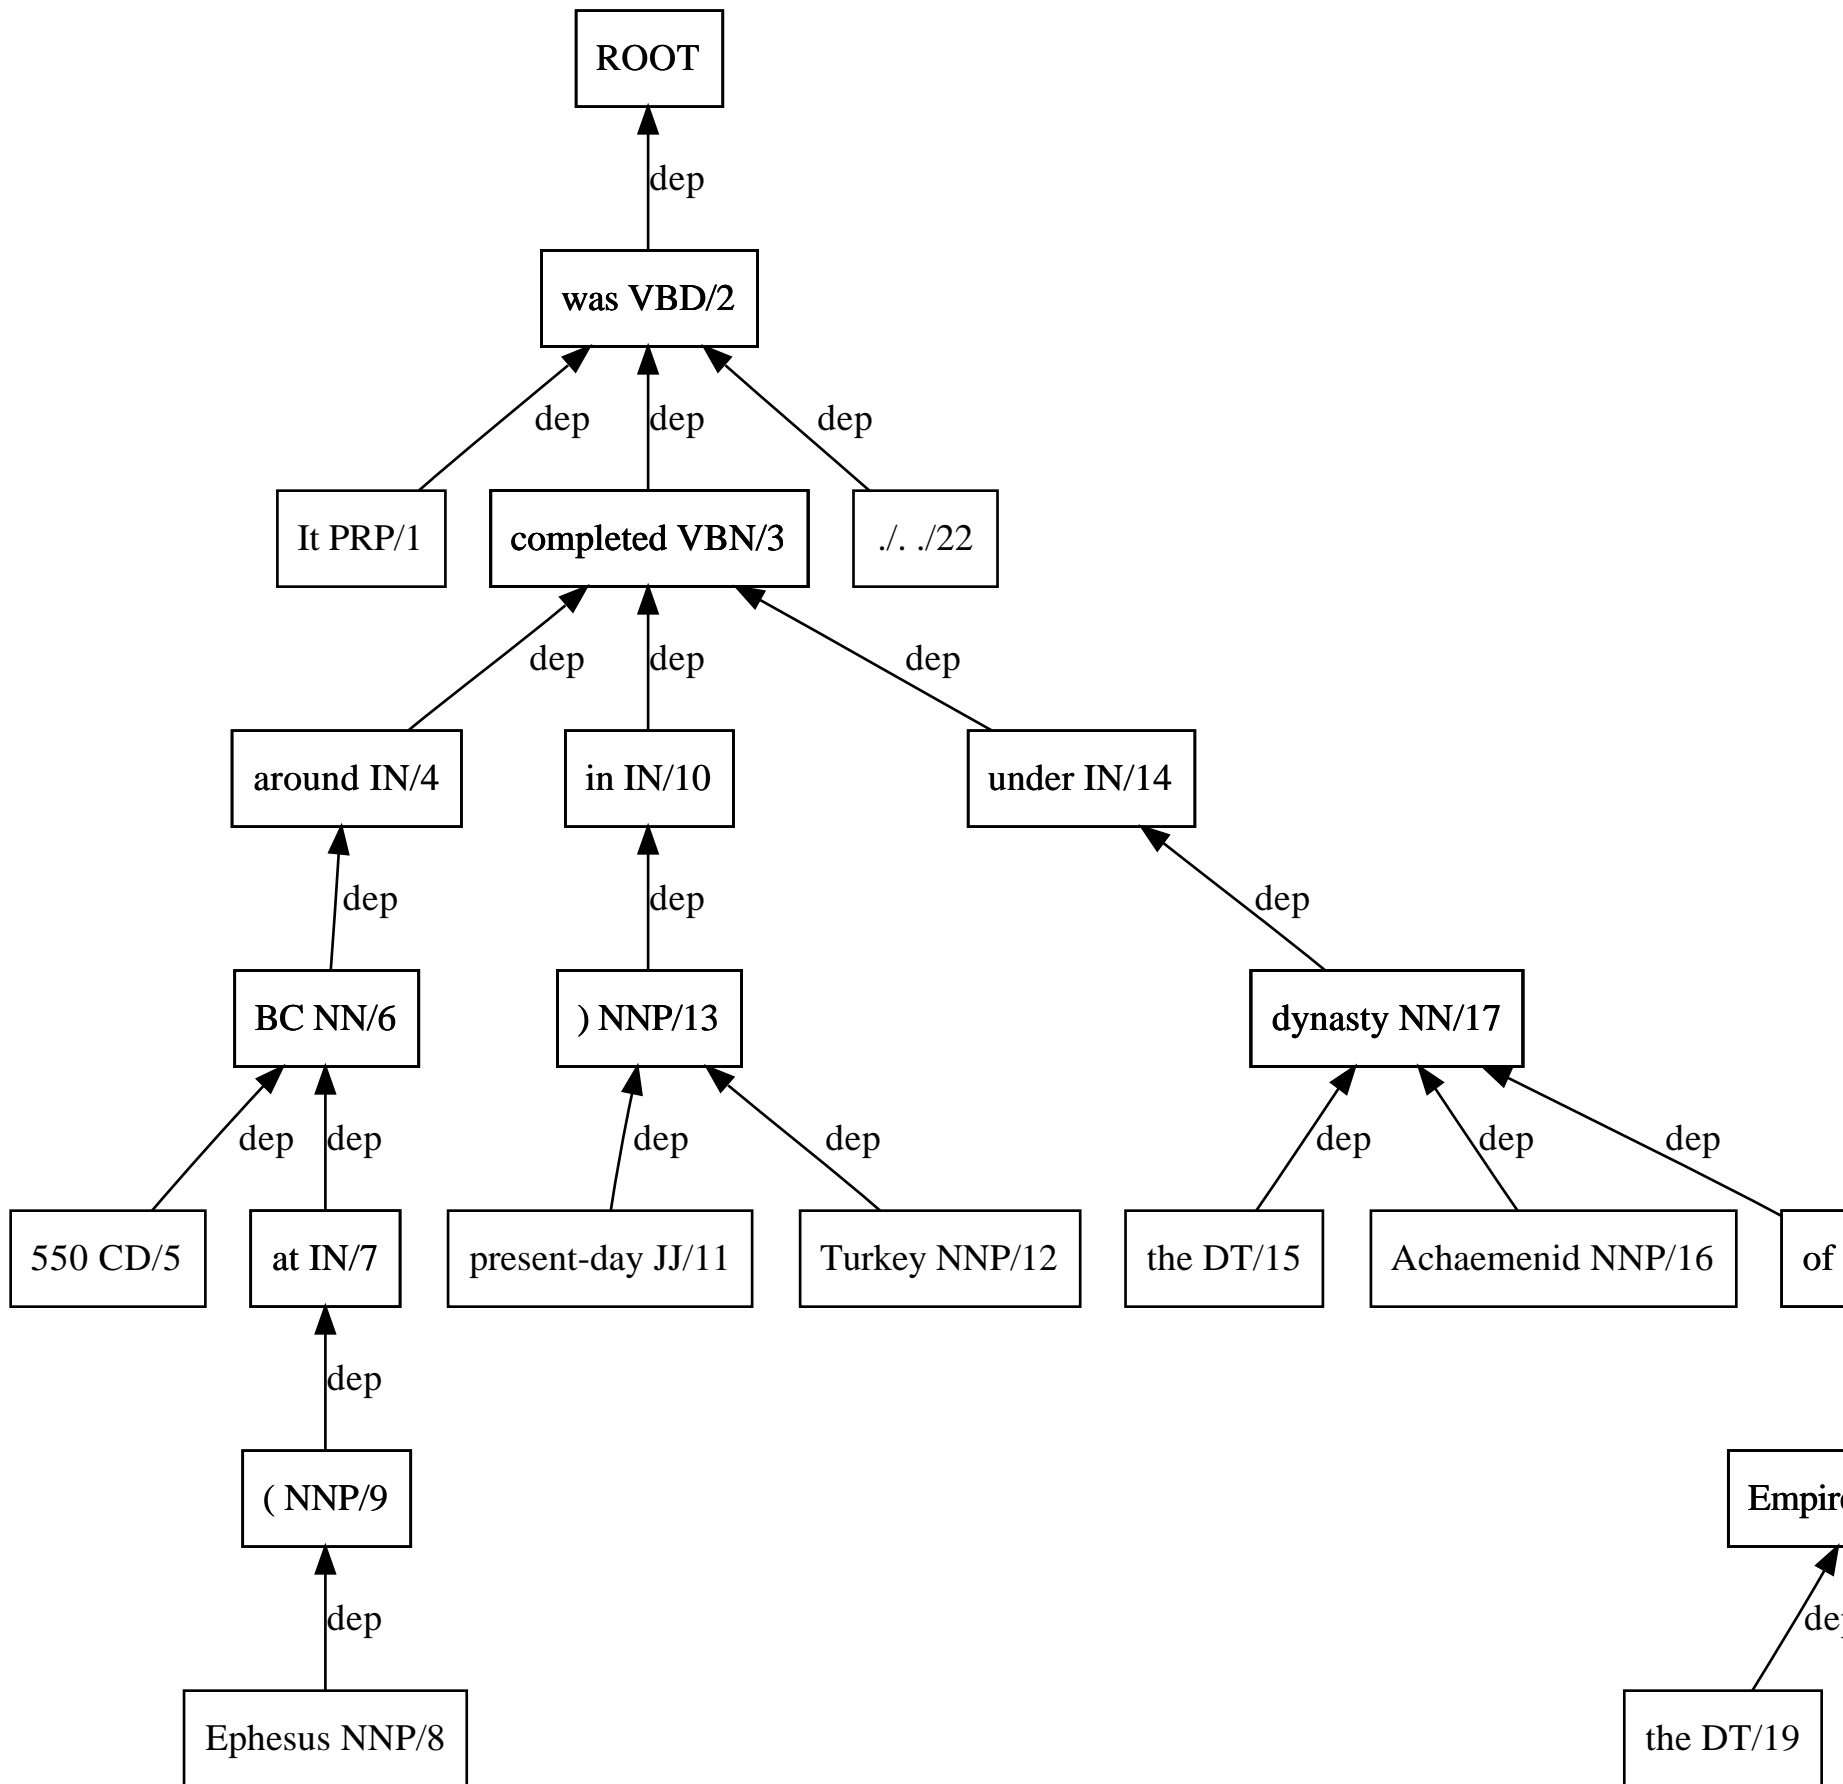 ROOT
dep
was VBD/2
dep dep dep
It PRP/1 completed VBN/3 ./. ./22
dep dep dep
around IN/4 in IN/10 under IN/14
dep dep dep
BC NN/6 ) NNP/13 dynasty NN/17
dep dep dep dep dep dep dep
550 CD/5 at IN/7 present-day JJ/11 Turkey NNP/12 the DT/15 Achaemenid NNP/16 of
dep
( NNP/9
dep
Ephesus NNP/8 the DT/19